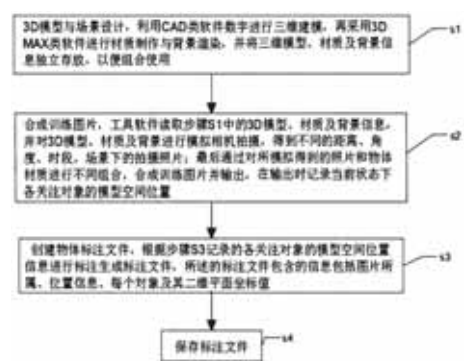 3D模型与场景设计，利用CAD类软件数字进行三维建模，再采用3D
MAX类软件进行材质制作与背景渲染，并将三维模型、材质及背景信
息独立存放，以便组合使用
s1
合成训练图片，工具软件读取步骤S1中的3D模型、材质及背景信息，
并对3D模型、材质及背景进行模拟相机拍摄，得到不同的距离、角
度、时段、场景下的拍摄照片；最后通过对所模拟得到的照片和物体
材质进行不同组合，合成训练图片并输出，在输出时记录当前状态下
各关注对象的模型空间位置
s2
创建物体标注文件，根据步骤S3记录的各关注对象的模型空间位置
信息进行标注生成标注文件，所述的标注文件包含的信息包括图片所
属、位置信息、每个对象及其二维平面坐标值
s3
保存标注文件
s4